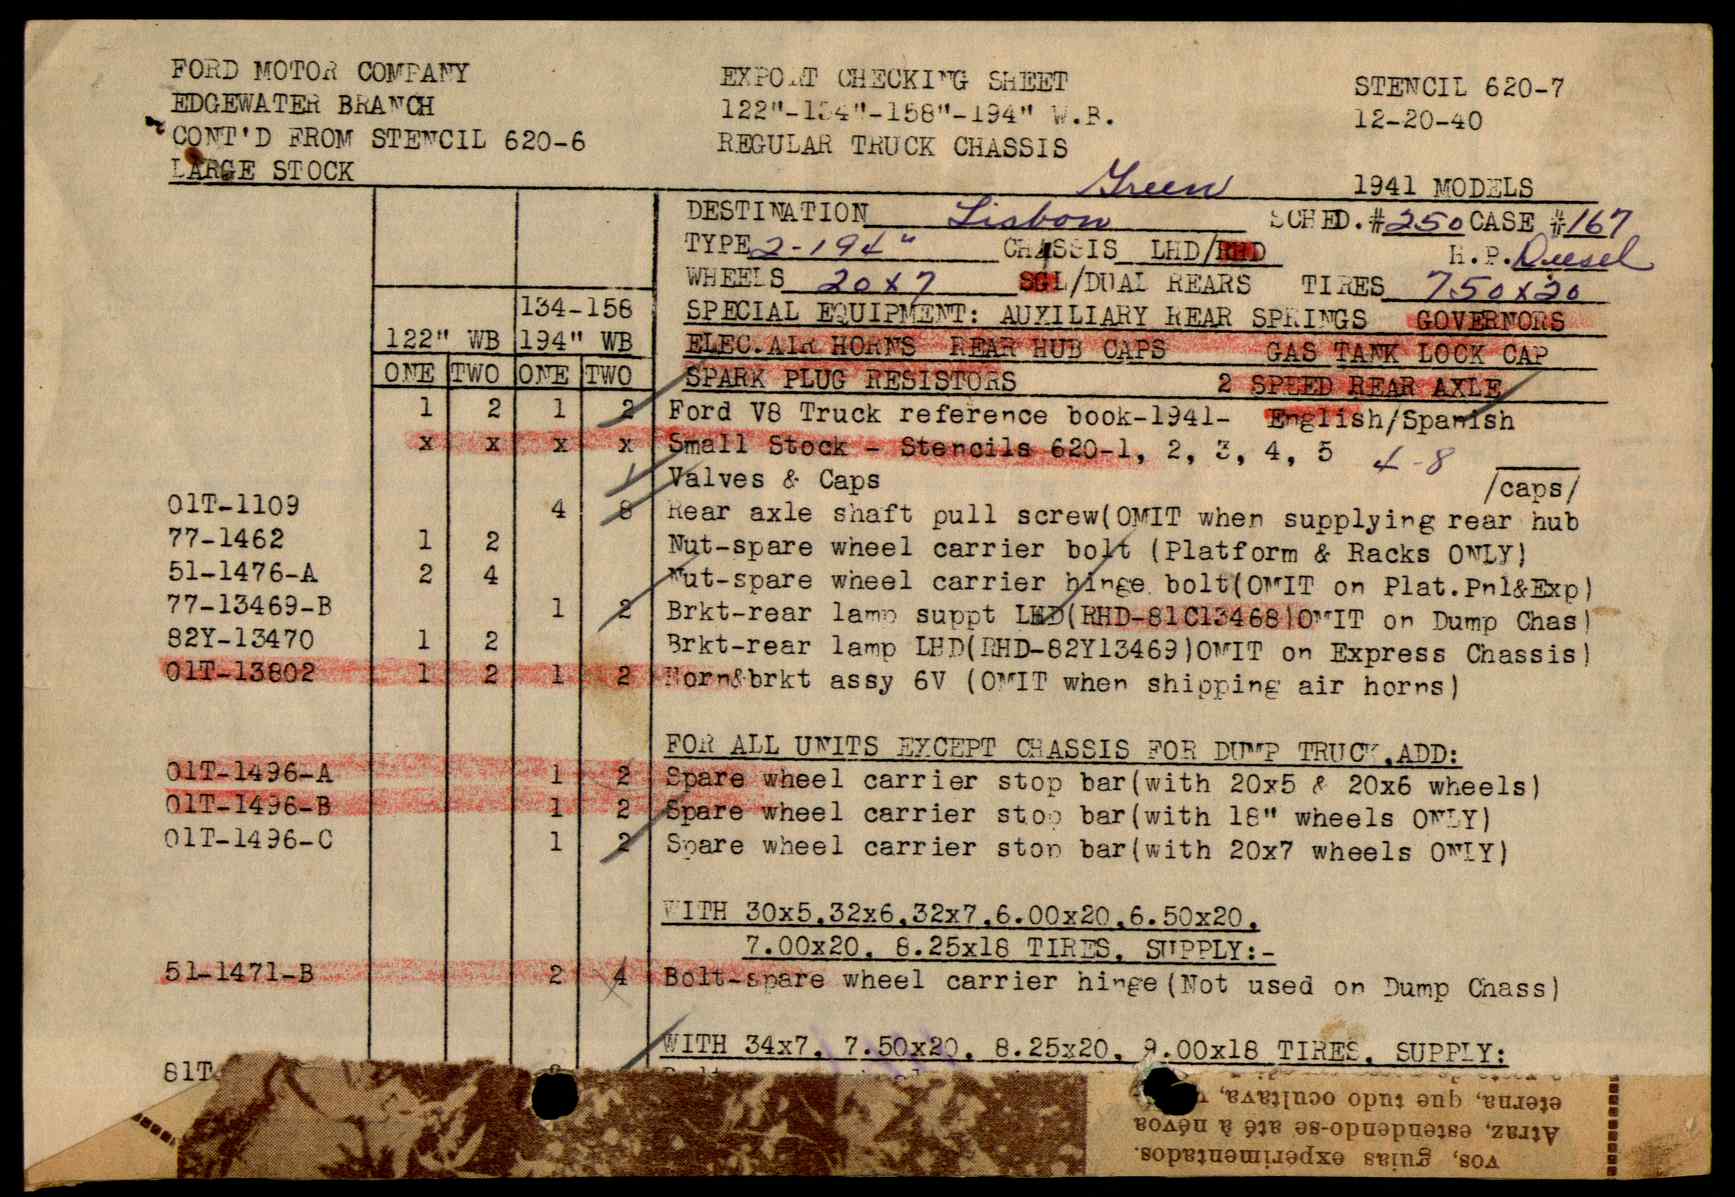 FORD MOTOR COMPANY EXPORT CHECKING SHEET STENCIL 620-7
EDGEWATER BRANCH 122"-134"-158"-194" W.B. 12-20-40
CONT'D FROM STENCIL 620-6 REGULAR TRUCK CHASSIS
LARGE STOCK Green 1941 MODELS
DESTINATION Lisbon SCHED.#250 CASE #167
TYPE 2-194" CHASSIS LHD/RHD H.P. Diesel
WHEELS 20x7 SGL/DUAL REARS TIRES 750x20
134-158 SPECIAL EQUIPMENT: AUXILIARY REAR SPRINGS GOVERNORS
122" WB 194" WB ELEC.AIR HORNS REAR HUB CAPS GAS TANK LOCK CAP
ONE TWO ONE TWO SPARK PLUG RESISTORS 2 SPEED REAR AXLE
1 2 1 2 Ford V8 Truck reference book-1941- English/Spanish
x x x x Small Stock - Stencils 620-1, 2, 3, 4, 5 4-8
Valves & Caps /caps/
01T-1109 4 8 Rear axle shaft pull screw(OMIT when supplying rear hub
77-1462 1 2 Nut-spare wheel carrier bolt (Platform & Racks ONLY)
51-1476-A 2 4 Nut-spare wheel carrier hinge bolt(OMIT on Plat.Pnl&Exp)
77-13469-B 1 2 Brkt-rear lamp suppt LHD(RHD-81C13468)OMIT on Dump Chas)
82Y-13470 1 2 Brkt-rear lamp LHD(RHD-82Y13469)OMIT on Express Chassis)
01T-13802 1 2 1 2 Horn&brkt assy 6V (OMIT when shipping air horns)
FOR ALL UNITS EXCEPT CHASSIS FOR DUMP TRUCK,ADD:
01T-1496-A 1 2 Spare wheel carrier stop bar(with 20x5 & 20x6 wheels)
01T-1496-B 1 2 Spare wheel carrier stop bar(with 18" wheels ONLY)
01T-1496-C 1 2 Spare wheel carrier stop bar(with 20x7 wheels ONLY)
WITH 30x5,32x6,32x7,6.00x20,6.50x20,
7.00x20, 8.25x18 TIRES, SUPPLY:-
51-1471-B 2 4 Bolt-spare wheel carrier hinge(Not used on Dump Chass)
WITH 34x7, 7.50x20, 8.25x20, 9.00x18 TIRES, SUPPLY:
81T
vos, guias experimentados.
Atraz, estendendo-se até à névoa
eterna, que tudo ocultava,